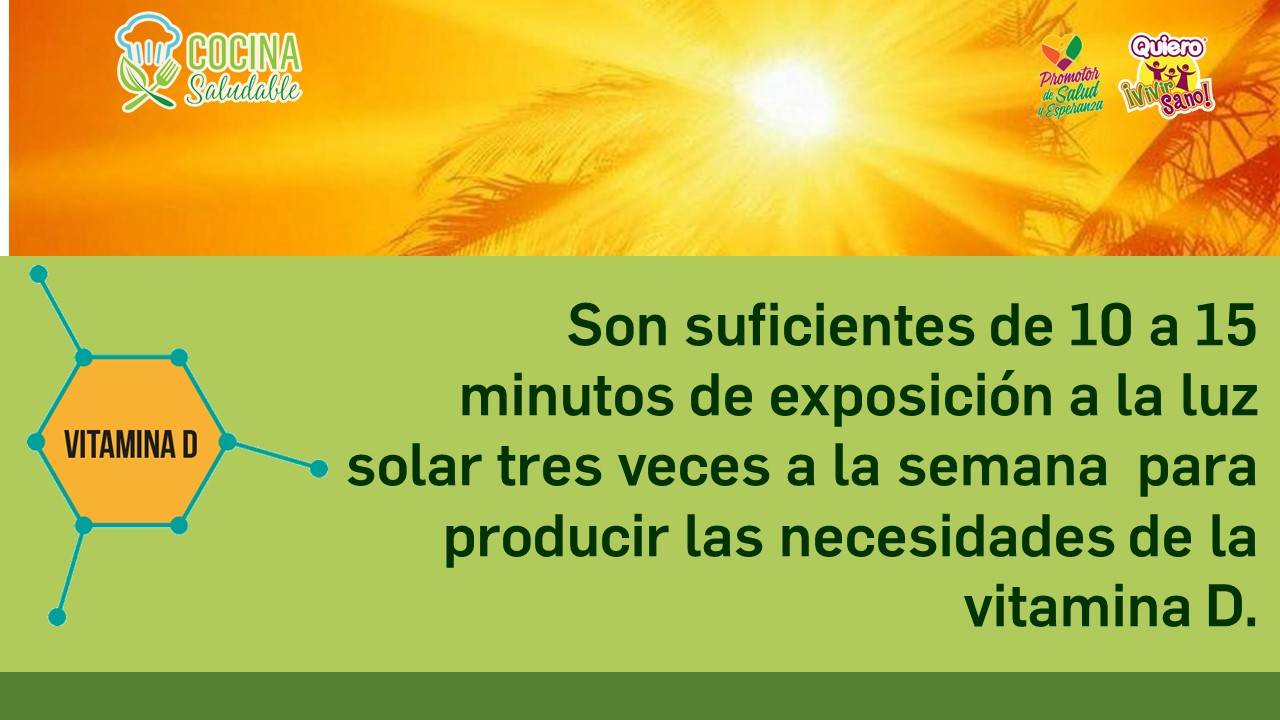 COCINA
Saludable
Promotor
de Salud
y Esperanza
Quiero
¡Vivir
Sano!
Son suficientes de 10 a 15
minutos de exposición a la luz
solar tres veces a la semana  para
producir las necesidades de la
vitamina D.
VITAMINA D